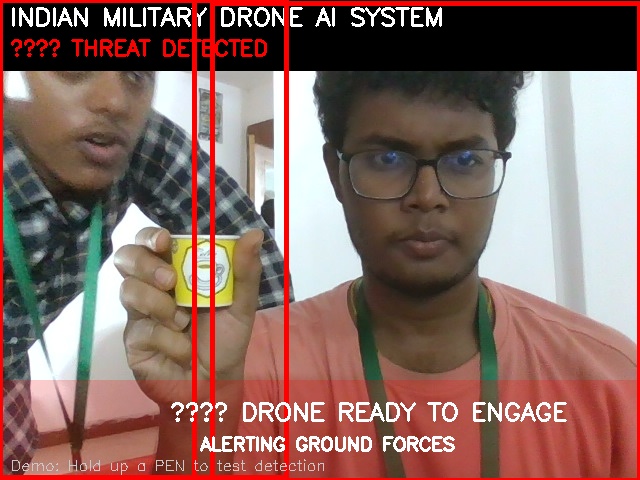 INDIAN MILITARY DRONE AI SYSTEM
???? THREAT DETECTED
???? DRONE READY TO ENGAGE
ALERTING GROUND FORCES
Demo: Hold up a PEN to test detection